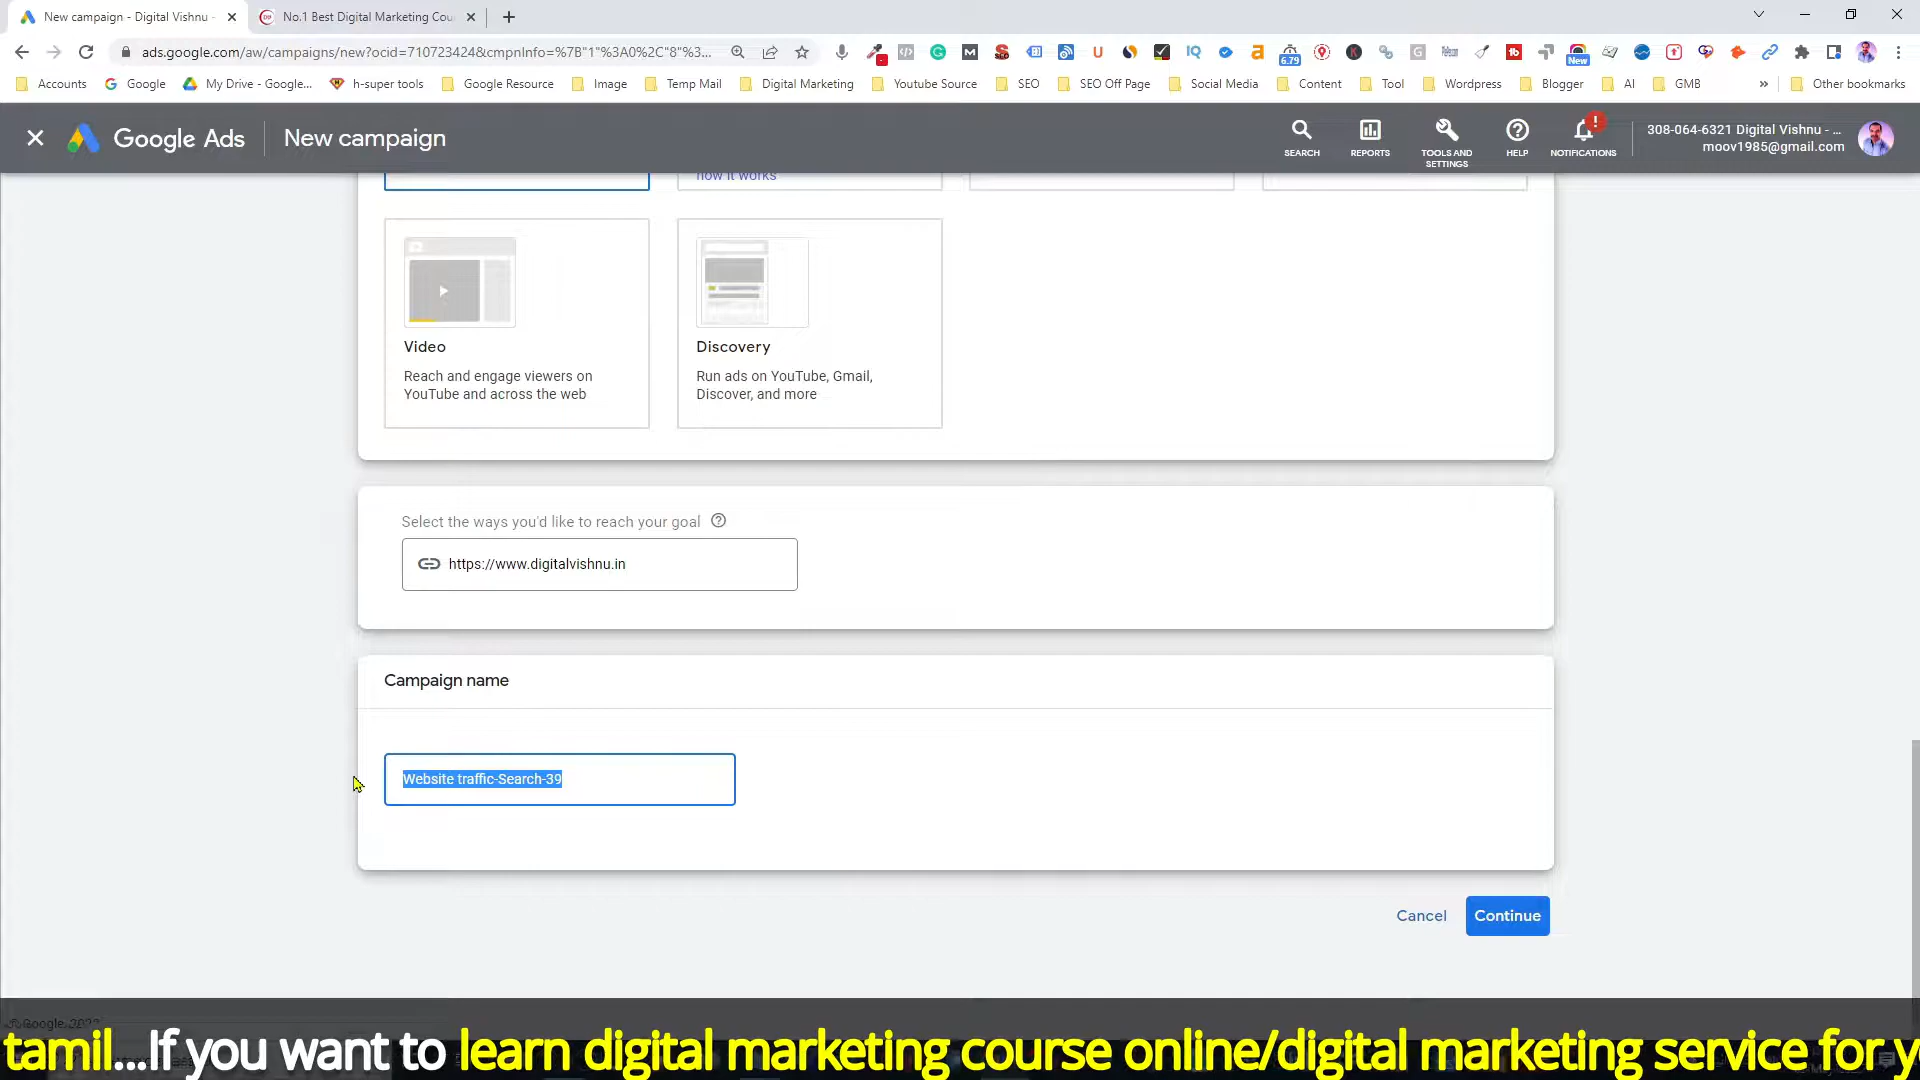 New campaign - Digital Vishnu -
No.1 Best Digital Marketing Cou
ads.google.com/aw/campaigns/new?ocid=710723424&cmpnInfo=%7B"1"%3A0%2C"8"%3...
6.79
New
Accounts
Google
My Drive - Google...
h-super tools
Google Resource
Image
Temp Mail
Digital Marketing
Youtube Source
SEO
SEO Off Page
Social Media
Content
Tool
Wordpress
Blogger
AI
GMB
»
Other bookmarks
Google Ads
New campaign
SEARCH
REPORTS
TOOLS AND
SETTINGS
HELP
NOTIFICATIONS
308-064-6321 Digital Vishnu - ...
moov1985@gmail.com
how it works
Video
Reach and engage viewers on
YouTube and across the web
Discovery
Run ads on YouTube, Gmail,
Discover, and more
Select the ways you'd like to reach your goal
https://www.digitalvishnu.in
Campaign name
Website traffic-Search-39
Cancel
Continue
tamil...If you want to learn digital marketing course online/digital marketing service for y